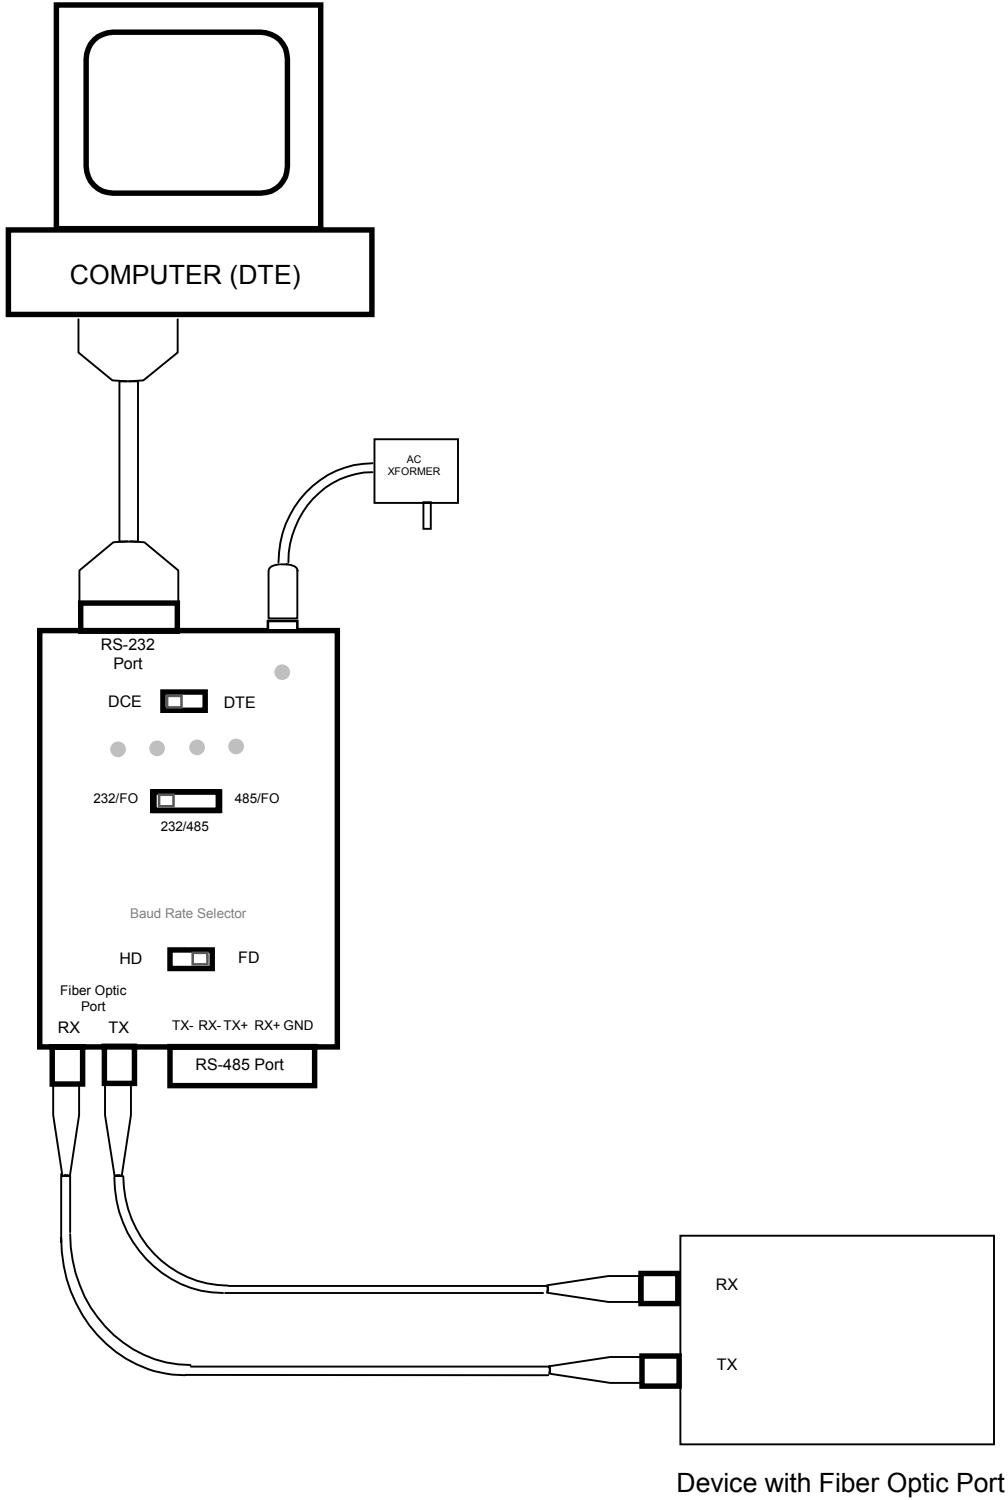 COMPUTER (DTE)
AC
XFORMER
RS-232
Port
DCE DTE
232/FO 485/FO
232/485
Baud Rate Selector
HD FD
Fiber Optic
Port
RX TX TX- RX- TX+ RX+ GND
RS-485 Port
RX
TX
Device with Fiber Optic Port